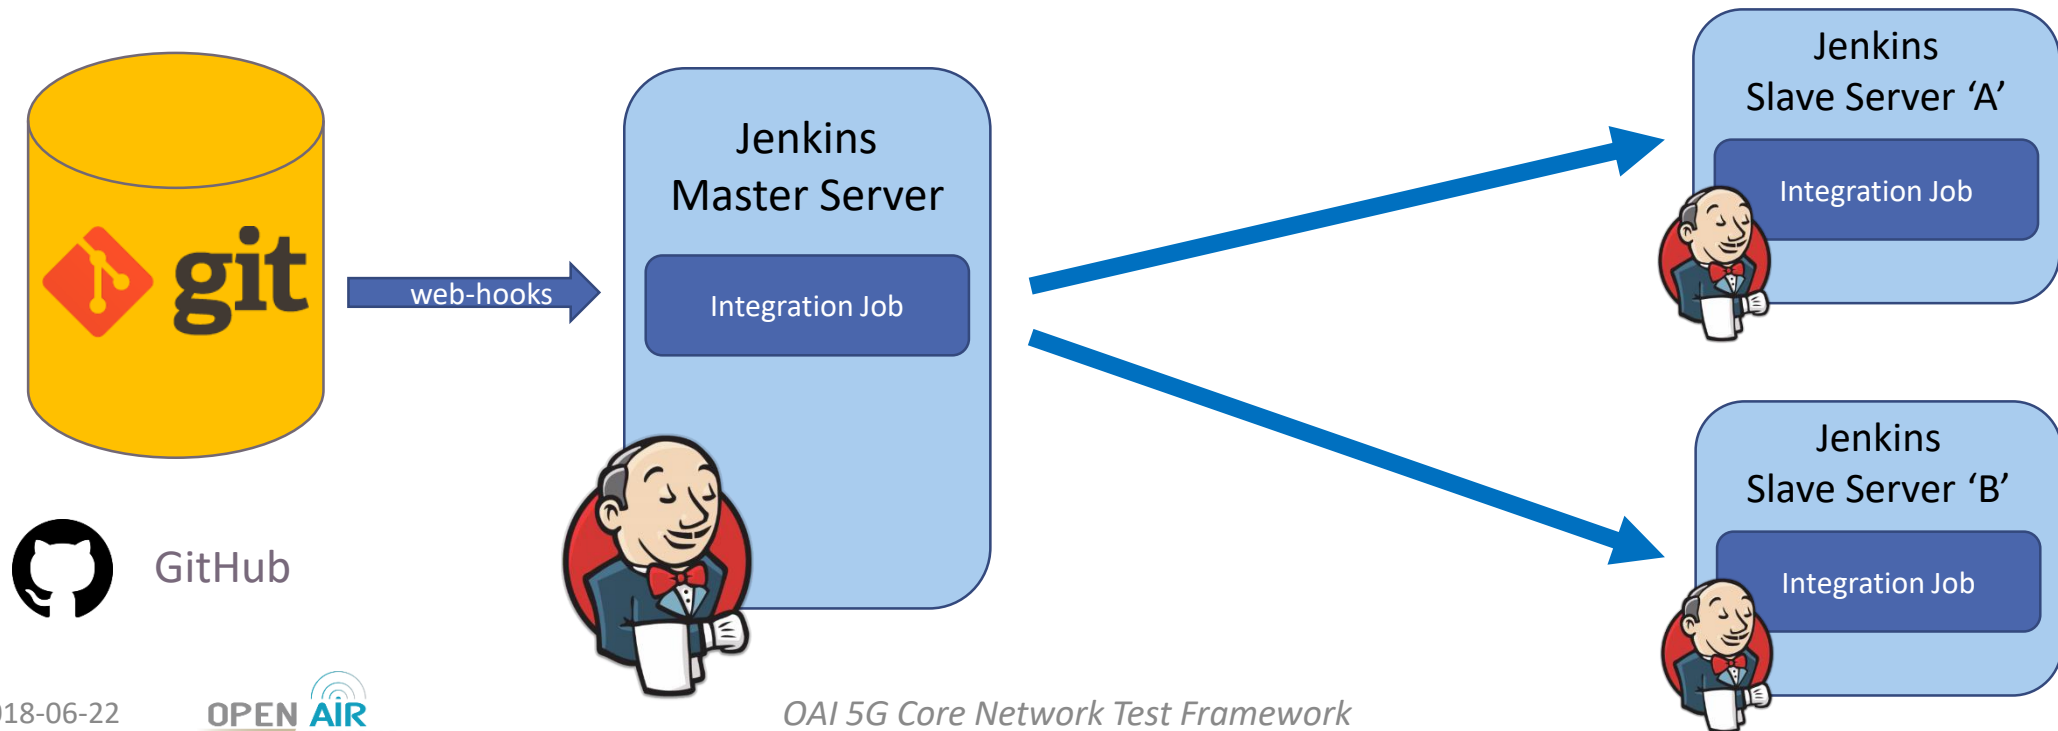 git
GitHub
web-hooks
Jenkins
Master Server
Integration Job
Jenkins
Slave Server ‘A’
Integration Job
Jenkins
Slave Server ‘B’
Integration Job
018-06-22
OPEN AIR
OAI 5G Core Network Test Framework